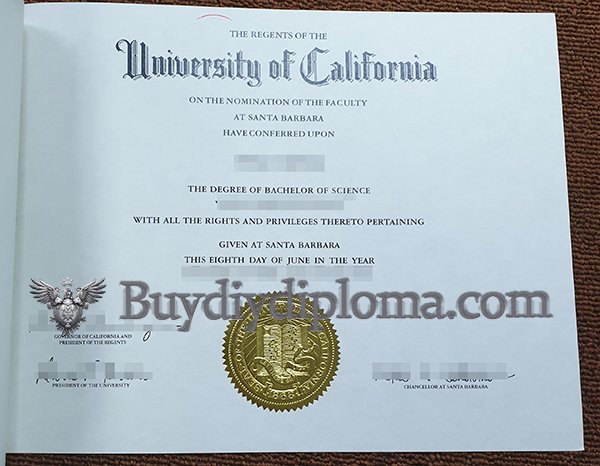 THE REGENTS OF THE
University of California
ON THE NOMINATION OF THE FACULTY
AT SANTA BARBARA
HAVE CONFERRED UPON
THE DEGREE OF BACHELOR OF SCIENCE
WITH ALL THE RIGHTS AND PRIVILEGES THERETO PERTAINING
GIVEN AT SANTA BARBARA
THIS EIGHTH DAY OF JUNE IN THE YEAR
Buydiydiploma.com
GOVERNOR OF CALIFORNIA AND
PRESIDENT OF THE REGENTS
PRESIDENT OF THE UNIVERSITY
CHANCELLOR AT SANTA BARBARA